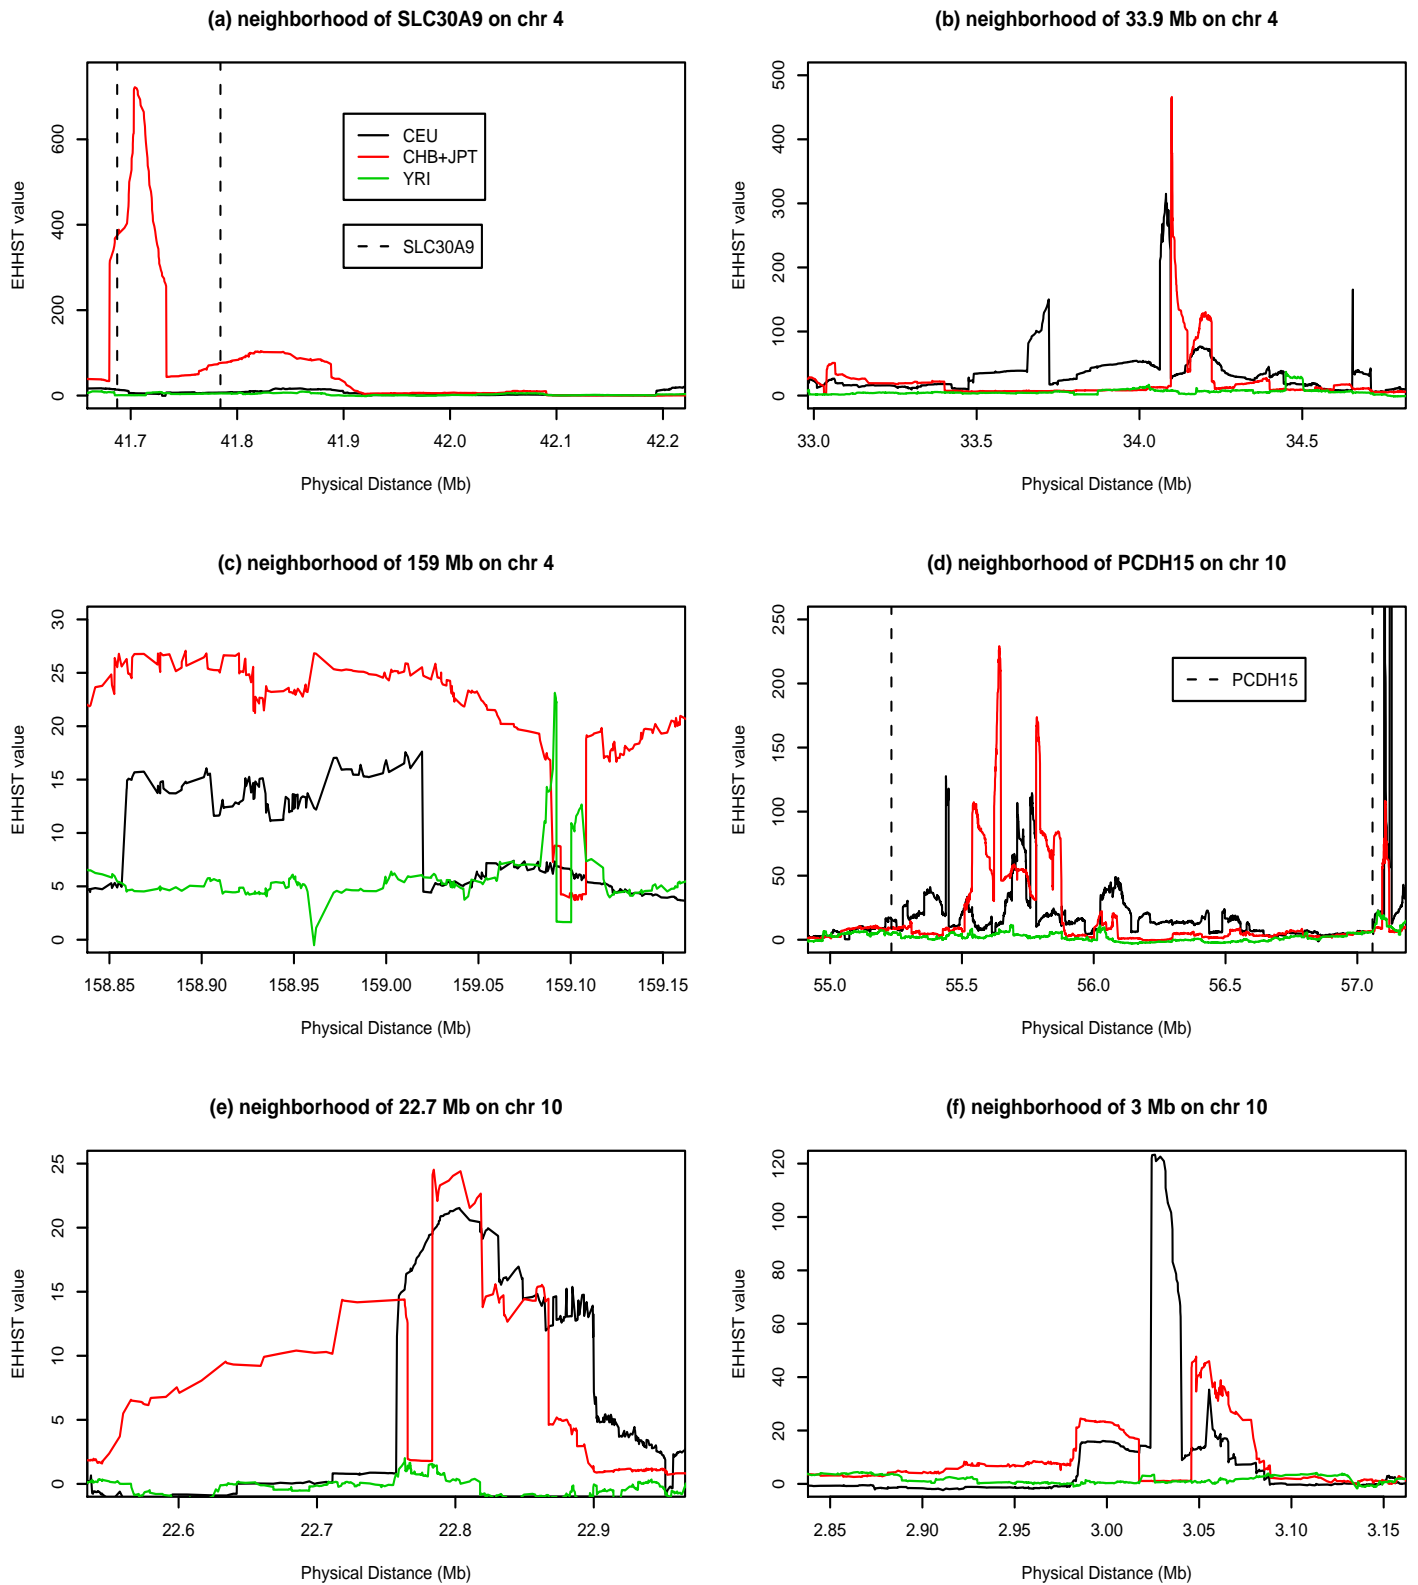 (a) neighborhood of SLC30A9 on chr 4
EHHST value
0 200 400 600
CEU
CHB+JPT
YRI
SLC30A9
41.7 41.8 41.9 42.0 42.1 42.2
Physical Distance (Mb)
(b) neighborhood of 33.9 Mb on chr 4
EHHST value
0 100 200 300 400 500
33.0 33.5 34.0 34.5
Physical Distance (Mb)
(c) neighborhood of 159 Mb on chr 4
EHHST value
0 5 10 15 20 25 30
158.85 158.90 158.95 159.00 159.05 159.10 159.15
Physical Distance (Mb)
(d) neighborhood of PCDH15 on chr 10
EHHST value
0 50 100 150 200 250
PCDH15
55.0 55.5 56.0 56.5 57.0
Physical Distance (Mb)
(e) neighborhood of 22.7 Mb on chr 10
EHHST value
0 5 10 15 20 25
22.6 22.7 22.8 22.9
Physical Distance (Mb)
(f) neighborhood of 3 Mb on chr 10
EHHST value
0 20 40 60 80 100 120
2.85 2.90 2.95 3.00 3.05 3.10 3.15
Physical Distance (Mb)